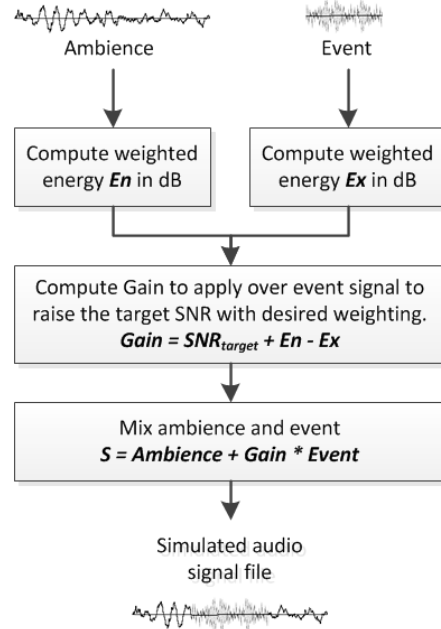 Ambience
Event
Compute weighted
energy En in dB
Compute weighted
energy Ex in dB
Compute Gain to apply over event signal to
raise the target SNR with desired weighting.
Gain = SNRtarget + En - Ex
Mix ambience and event
S = Ambience + Gain * Event
Simulated audio
signal file